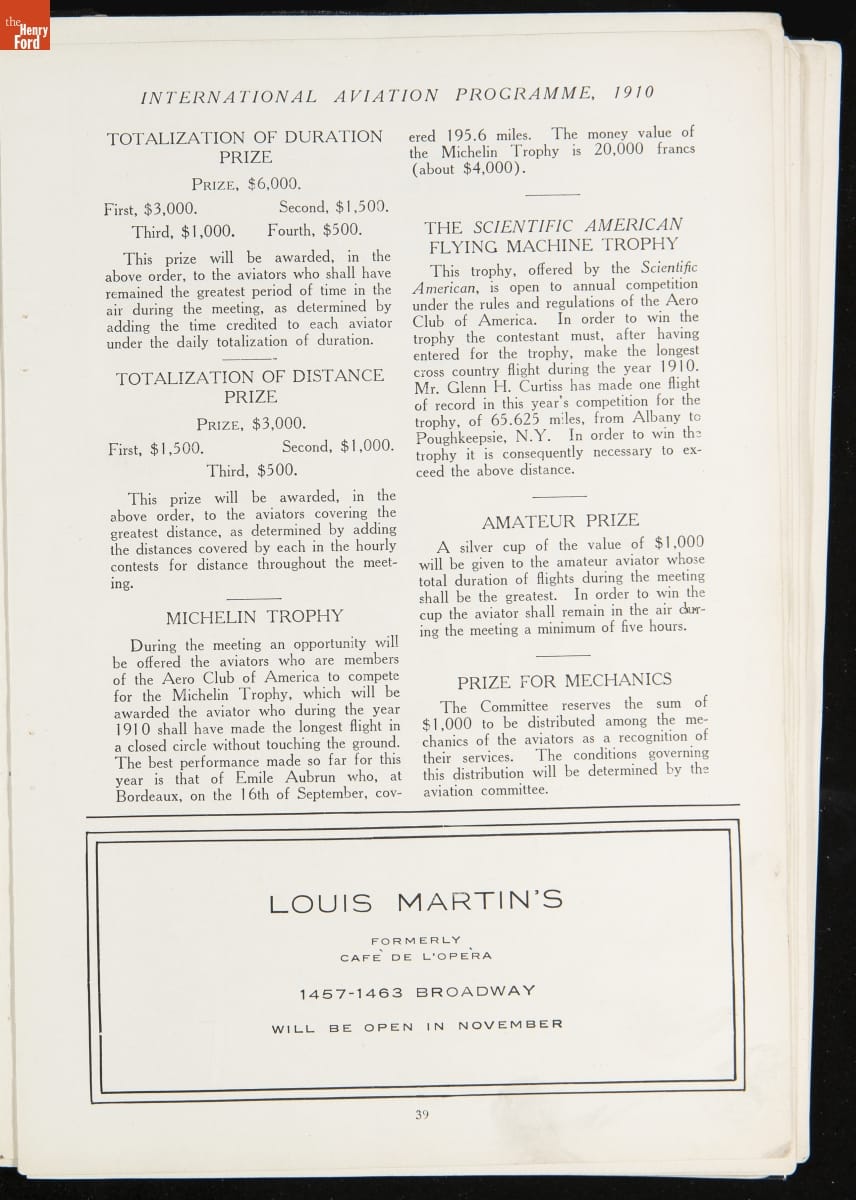 the
Henry
Ford
INTERNATIONAL AVIATION PROGRAMME, 1910
TOTALIZATION OF DURATION
PRIZE
PRIZE, $6,000.
First, $3,000. Second, $1,500.
Third, $1,000. Fourth, $500.
This prize will be awarded, in the
above order, to the aviators who shall have
remained the greatest period of time in the
air during the meeting, as determined by
adding the time credited to each aviator
under the daily totalization of duration.
TOTALIZATION OF DISTANCE
PRIZE
PRIZE, $3,000.
First, $1,500. Second, $1,000.
Third, $500.
This prize will be awarded, in the
above order, to the aviators covering the
greatest distance, as determined by adding
the distances covered by each in the hourly
contests for distance throughout the meet-
ing.
MICHELIN TROPHY
During the meeting an opportunity will
be offered the aviators who are members
of the Aero Club of America to compete
for the Michelin Trophy, which will be
awarded the aviator who during the year
1910 shall have made the longest flight in
a closed circle without touching the ground.
The best performance made so far for this
year is that of Emile Aubrun who, at
Bordeaux, on the 16th of September, cov-
ered 195.6 miles. The money value of
the Michelin Trophy is 20,000 francs
(about $4,000).
THE SCIENTIFIC AMERICAN
FLYING MACHINE TROPHY
This trophy, offered by the Scientific
American, is open to annual competition
under the rules and regulations of the Aero
Club of America. In order to win the
trophy the contestant must, after having
entered for the trophy, make the longest
cross country flight during the year 1910.
Mr. Glenn H. Curtiss has made one flight
of record in this year's competition for the
trophy, of 65.625 miles, from Albany to
Poughkeepsie, N.Y. In order to win the
trophy it is consequently necessary to ex-
ceed the above distance.
AMATEUR PRIZE
A silver cup of the value of $1,000
will be given to the amateur aviator whose
total duration of flights during the meeting
shall be the greatest. In order to win the
cup the aviator shall remain in the air dur-
ing the meeting a minimum of five hours.
PRIZE FOR MECHANICS
The Committee reserves the sum of
$1,000 to be distributed among the me-
chanics of the aviators as a recognition of
their services. The conditions governing
this distribution will be determined by the
aviation committee.
LOUIS MARTIN'S
FORMERLY
CAFÈ DE L'OPÈRA
1457-1463 BROADWAY
WILL BE OPEN IN NOVEMBER
39